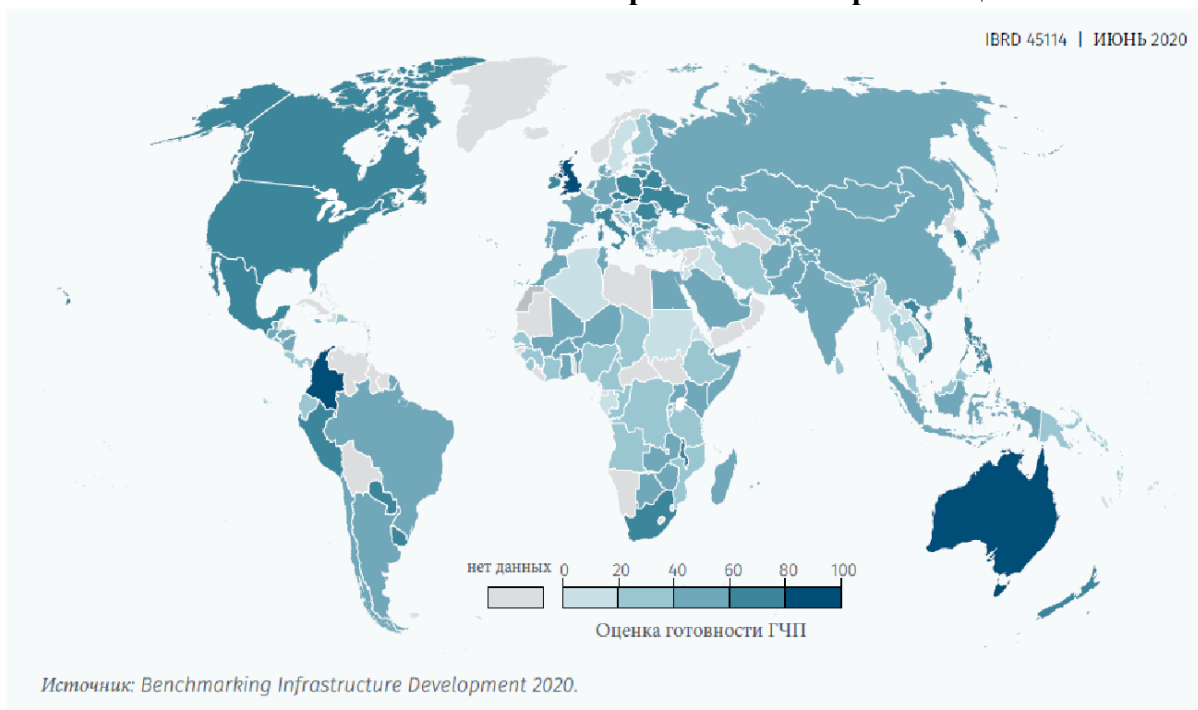 IBRD 45114 | ИЮНЬ 2020
нет данных 0 20 40 60 80 100
Оценка готовности ГЧП
Источник: Benchmarking Infrastructure Development 2020.